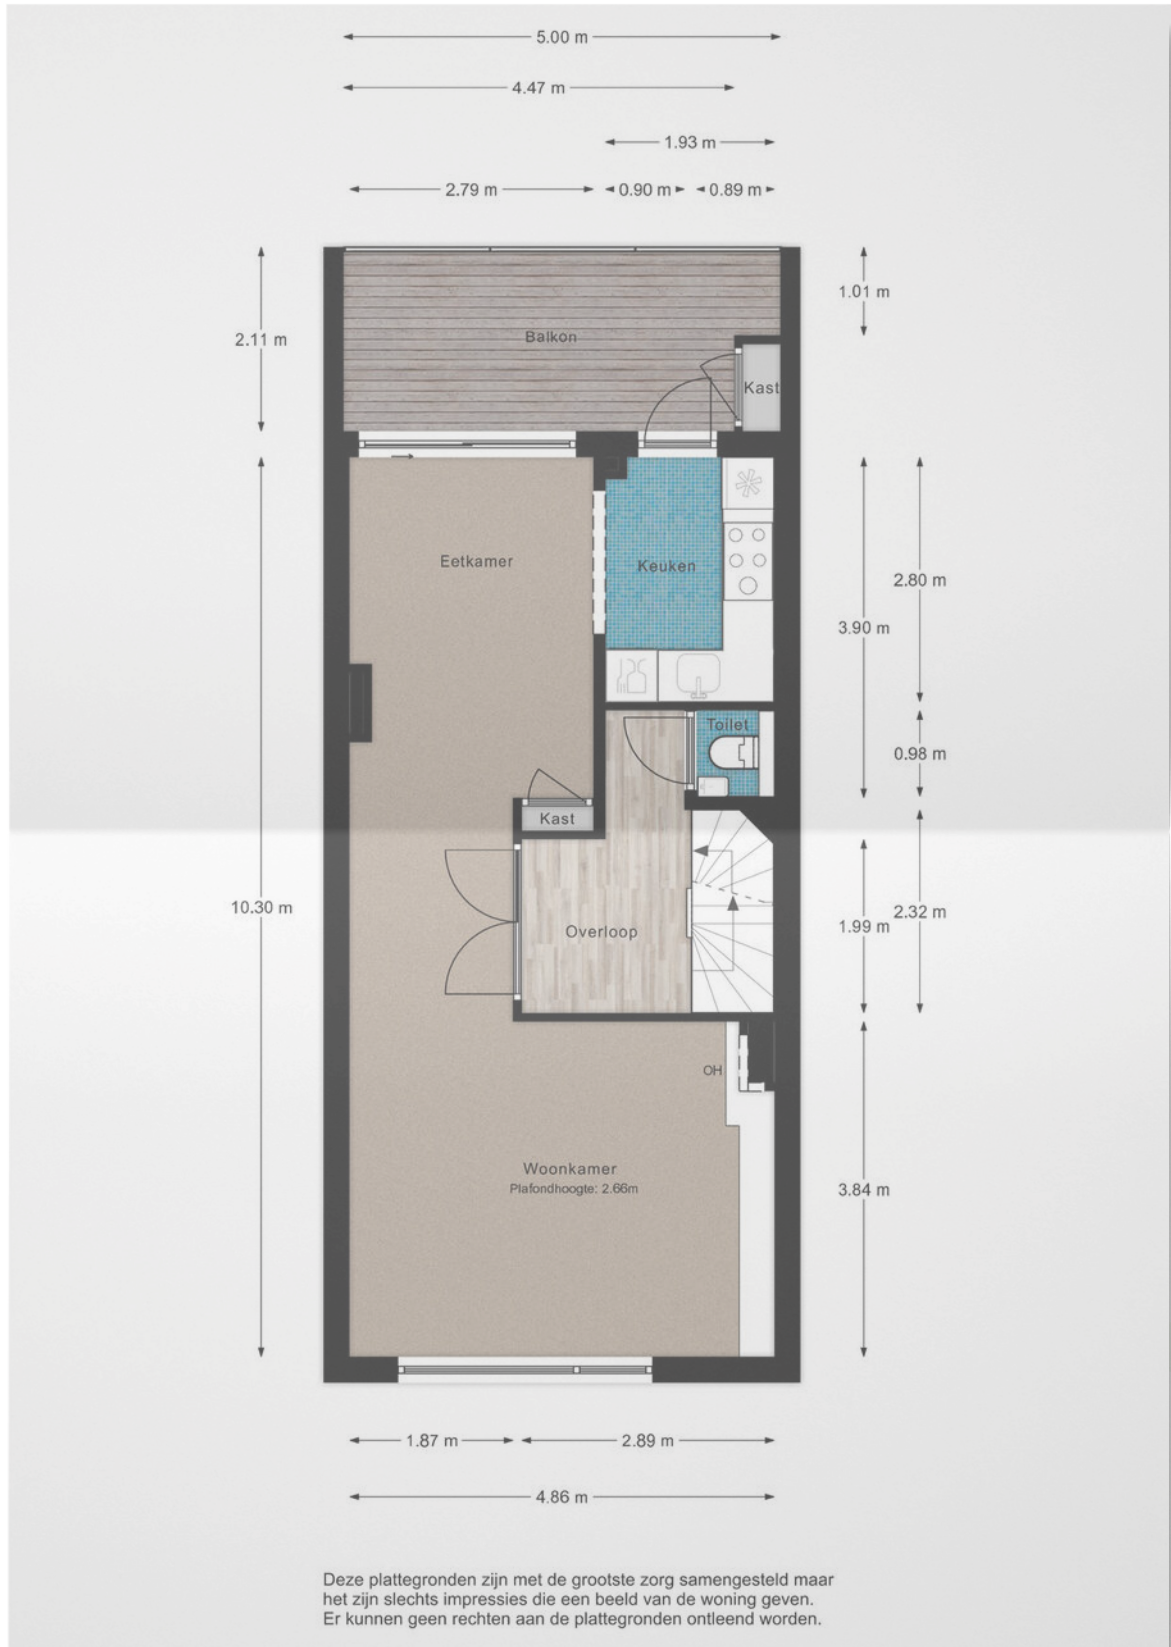 5.00 m
4.47 m
1.93 m
2.79 m
0.90 m
0.89 m
2.11 m
1.01 m
Balkon
Kast
Eetkamer
Keuken
2.80 m
3.90 m
Toilet
0.98 m
Kast
10.30 m
Overloop
1.99 m
2.32 m
OH
Woonkamer
Plafondhoogte: 2.66m
3.84 m
1.87 m
2.89 m
4.86 m
Deze plattegronden zijn met de grootste zorg samengesteld maar
het zijn slechts impressies die een beeld van de woning geven.
Er kunnen geen rechten aan de plattegronden ontleend worden.